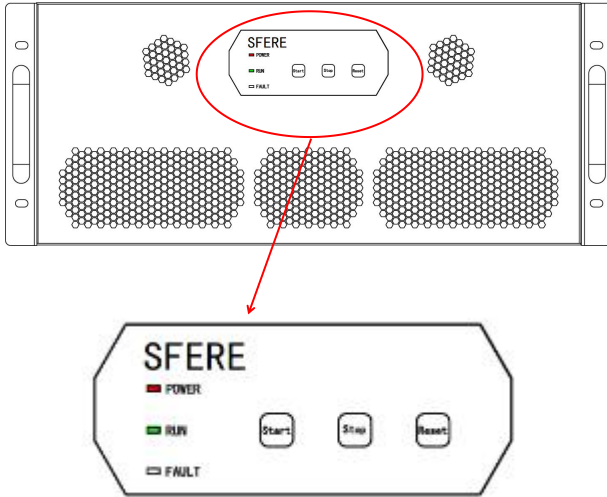 SFERE
POWER
RUN Start Stop Reset
FAULT
SFERE
POWER
RUN Start Stop Reset
FAULT